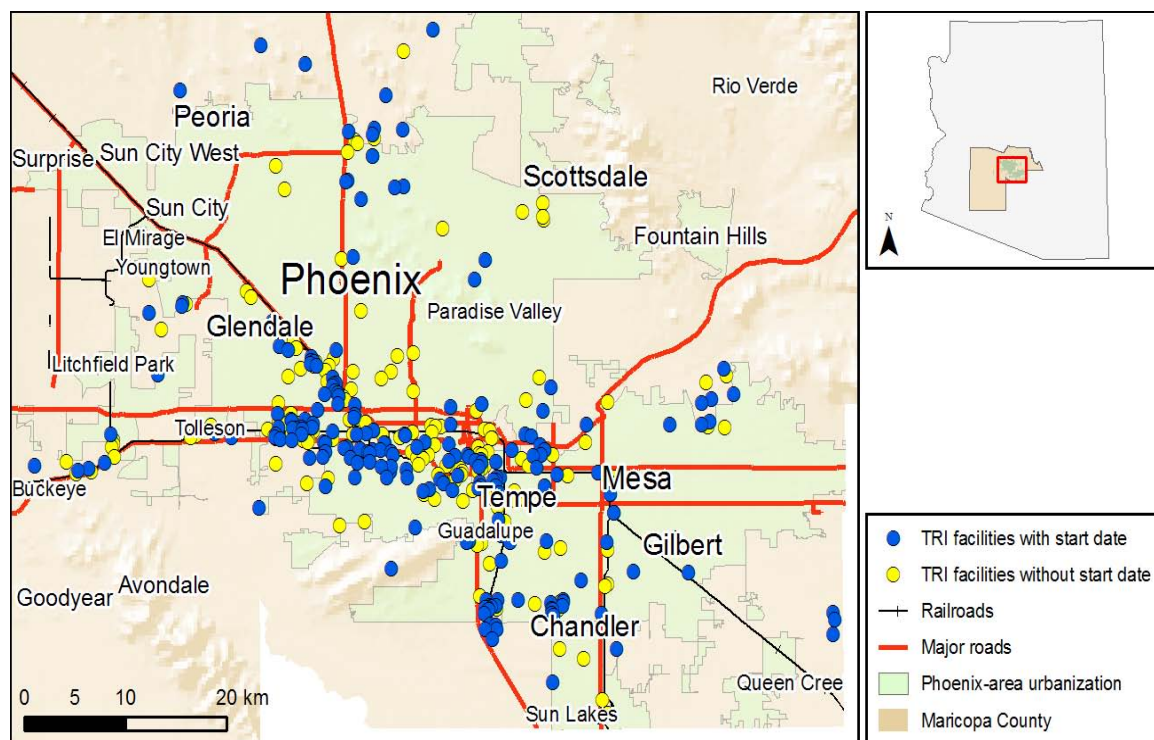 Rio Verde
Peoria
Surprise
Sun City West
Scottsdale
Sun City
El Mirage
Fountain Hills
Youngtown
Phoenix
Paradise Valley
Glendale
Litchfield Park
Tolleson
Buckeye
Mesa
Tempe
Guadalupe
Gilbert
Goodyear
Avondale
Chandler
Queen Cree
Sun Lakes
0 5 10 20 km
N
TRI facilities with start date
TRI facilities without start date
Railroads
Major roads
Phoenix-area urbanization
Maricopa County